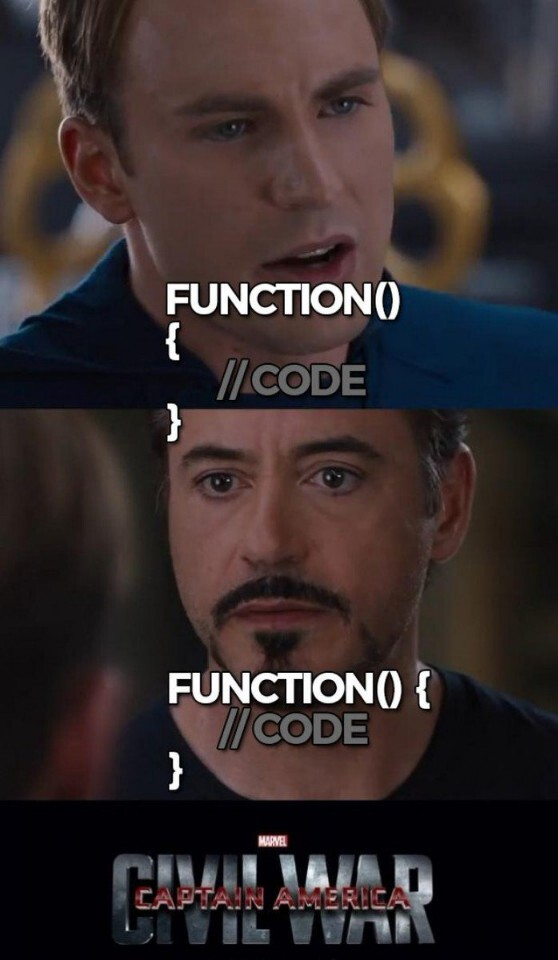 FUNCTION()
{
//CODE
}
FUNCTION() {
//CODE
}
MARVEL
CIVIL WAR
CAPTAIN AMERICA